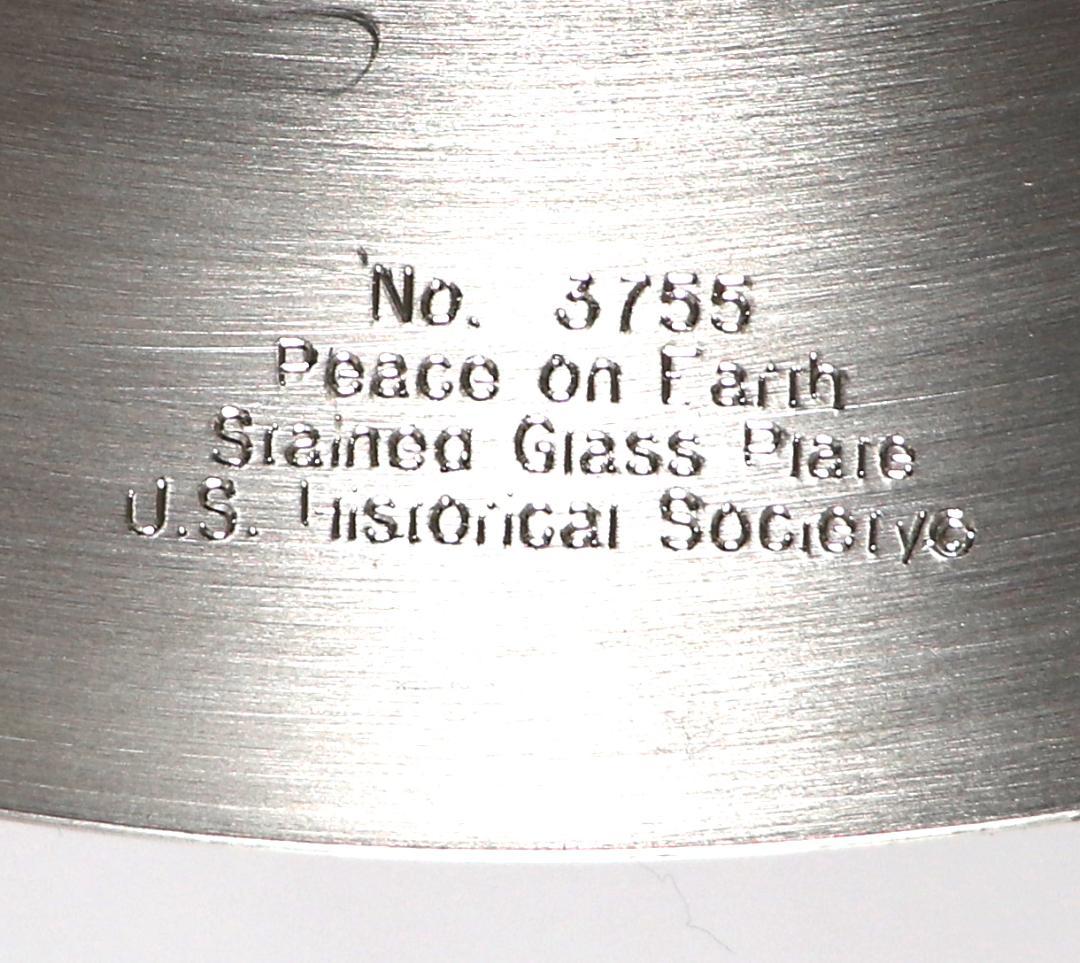 No. 3755
Peace on Earth
Stained Glass Plate
U.S. Historical Society©